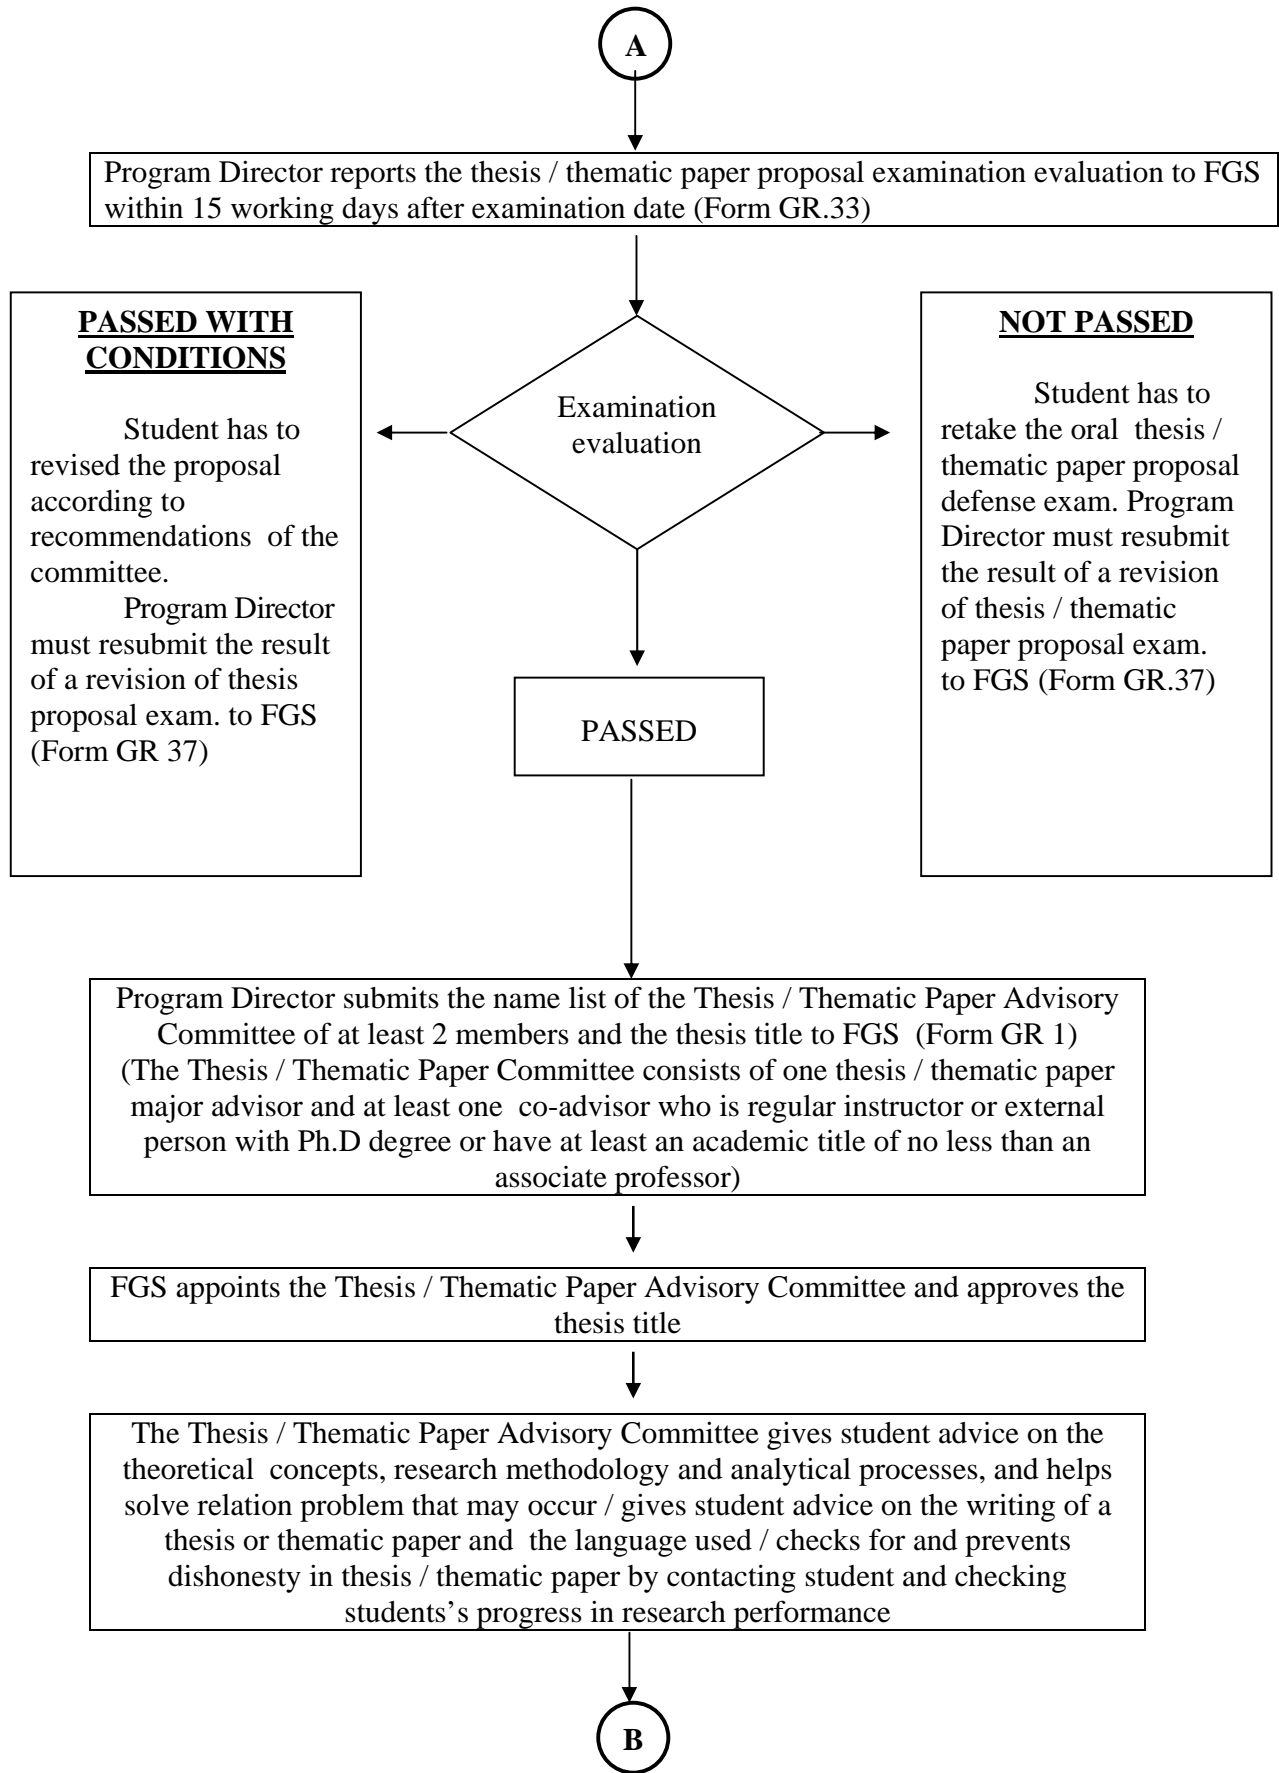 A
Program Director reports the thesis / thematic paper proposal examination evaluation to FGS
within 15 working days after examination date (Form GR.33)
PASSED WITH
CONDITIONS
Student has to
revised the proposal
according to
recommendations of the
committee.
Program Director
must resubmit the result
of a revision of thesis
proposal exam. to FGS
(Form GR 37)
Examination
evaluation
NOT PASSED
Student has to
retake the oral thesis /
thematic paper proposal
defense exam. Program
Director must resubmit
the result of a revision
of thesis / thematic
paper proposal exam.
to FGS (Form GR.37)
PASSED
Program Director submits the name list of the Thesis / Thematic Paper Advisory
Committee of at least 2 members and the thesis title to FGS (Form GR 1)
(The Thesis / Thematic Paper Committee consists of one thesis / thematic paper
major advisor and at least one co-advisor who is regular instructor or external
person with Ph.D degree or have at least an academic title of no less than an
associate professor)
FGS appoints the Thesis / Thematic Paper Advisory Committee and approves the
thesis title
The Thesis / Thematic Paper Advisory Committee gives student advice on the
theoretical concepts, research methodology and analytical processes, and helps
solve relation problem that may occur / gives student advice on the writing of a
thesis or thematic paper and the language used / checks for and prevents
dishonesty in thesis / thematic paper by contacting student and checking
students’s progress in research performance
B